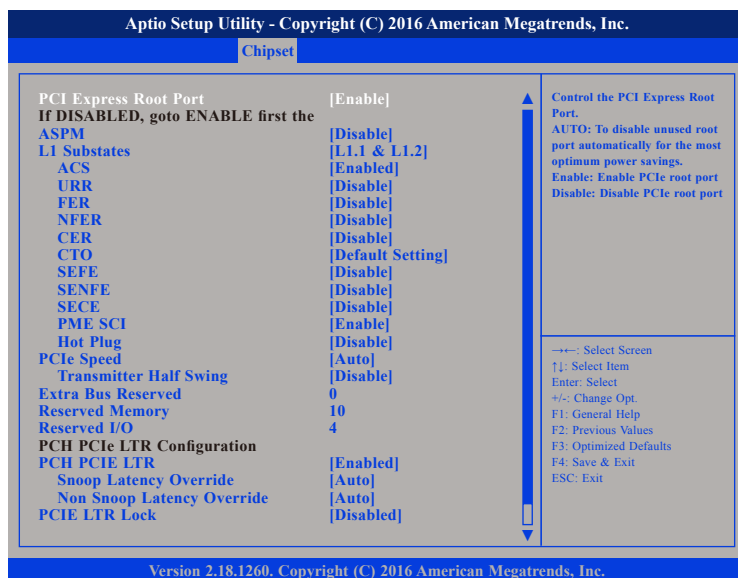 Aptio Setup Utility - Copyright (C) 2016 American Megatrends, Inc.
Chipset
PCI Express Root Port [Enable]
If DISABLED, goto ENABLE first the
ASPM [Disable]
L1 Substates [L1.1 & L1.2]
ACS [Enabled]
URR [Disable]
FER [Disable]
NFER [Disable]
CER [Disable]
CTO [Default Setting]
SEFE [Disable]
SENFE [Disable]
SECE [Disable]
PME SCI [Enable]
Hot Plug [Disable]
PCIe Speed [Auto]
Transmitter Half Swing [Disable]
Extra Bus Reserved 0
Reserved Memory 10
Reserved I/O 4
PCH PCIe LTR Configuration
PCH PCIE LTR [Enabled]
Snoop Latency Override [Auto]
Non Snoop Latency Override [Auto]
PCIE LTR Lock [Disabled]
Control the PCI Express Root
Port.
AUTO: To disable unused root
port automatically for the most
optimum power savings.
Enable: Enable PCIe root port
Disable: Disable PCIe root port
→←: Select Screen
↑↓: Select Item
Enter: Select
+/-: Change Opt.
F1: General Help
F2: Previous Values
F3: Optimized Defaults
F4: Save & Exit
ESC: Exit
Version 2.18.1260. Copyright (C) 2016 American Megatrends, Inc.